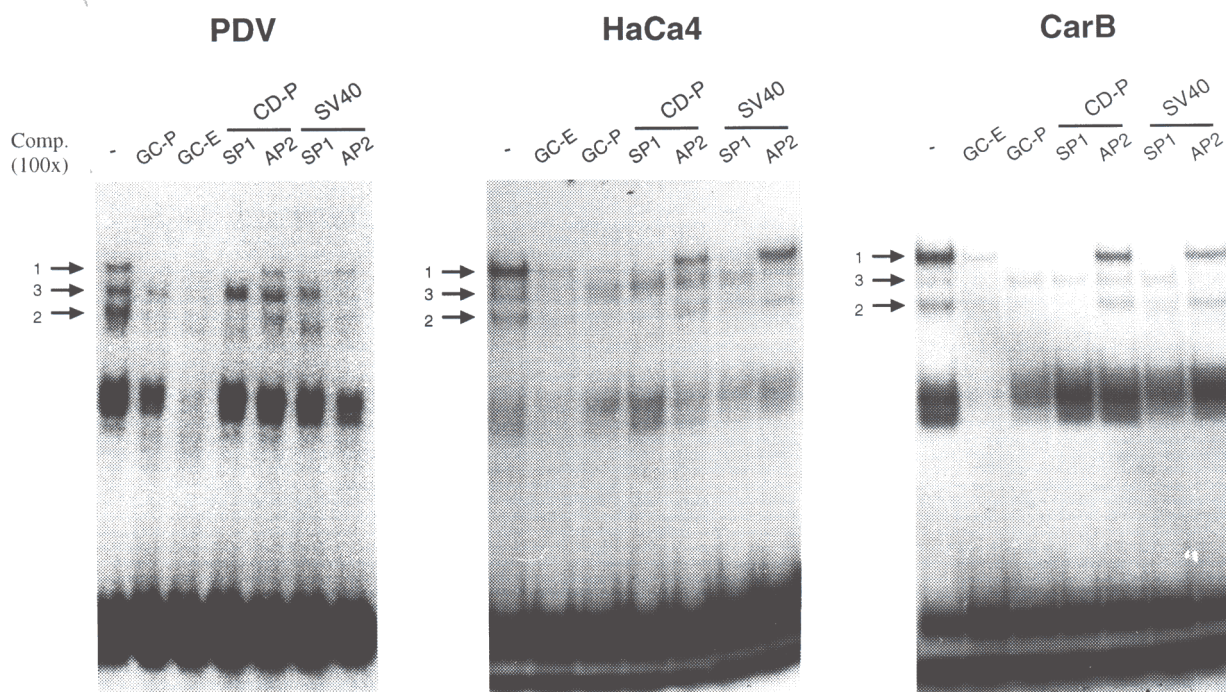 PDV HaCa4 CarB
CD-P SV40 CD-P SV40 CD-P SV40
Comp.
(100x)
- GC-P GC-E SP1 AP2 SP1 AP2
- GC-E GC-P SP1 AP2 SP1 AP2
- GC-E GC-P SP1 AP2 SP1 AP2
1
3
2
1
3
2
1
3
2